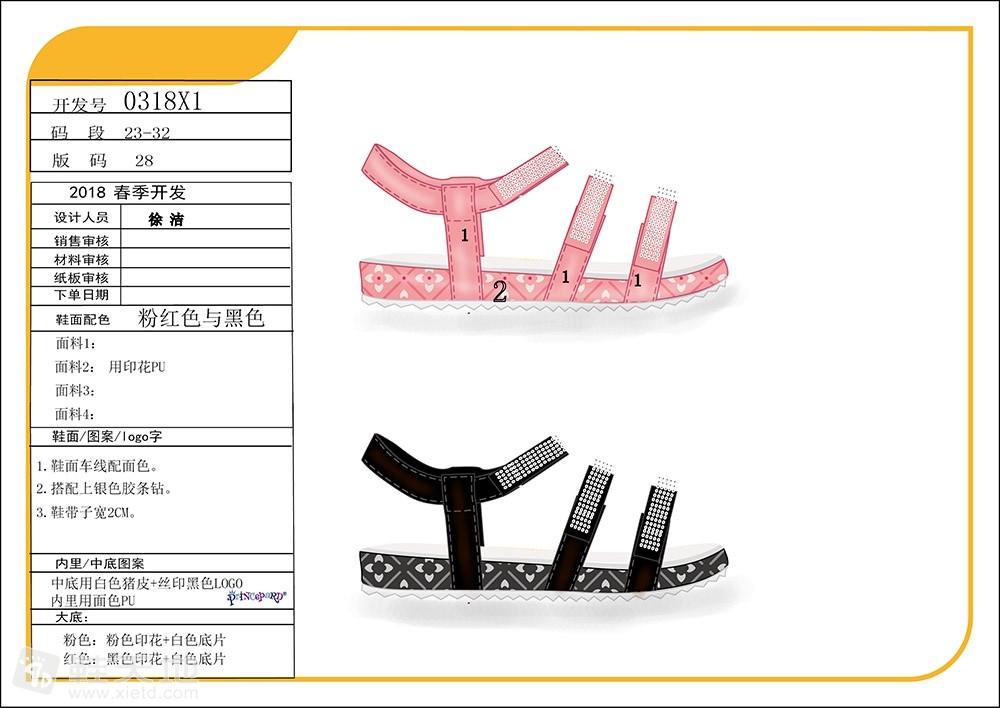 开发号 0318X1
码 段 23-32
版 码 28
2018 春季开发
设计人员 徐 洁
销售审核
材料审核
纸板审核
下单日期
鞋面配色 粉红色与黑色
面料1:
面料2: 用印花PU
面料3:
面料4:
鞋面/图案/logo字
1.鞋面车线配面色。
2.搭配上银色胶条钻。
3.鞋带子宽2CM。
内里/中底图案
中底用白色猪皮+丝印黑色LOGO
内里用面色PU
PRINCEPARD
大底:
粉色: 粉色印花+白色底片
红色: 黑色印花+白色底片
鞋天地
www.xietd.com
1
2
1
1